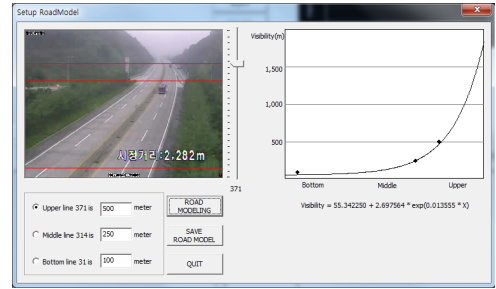 Setup RoadModel
Visibility(m)
1,500
1,000
500
Bottom Middle Upper
Visibility = 55.342250 + 2.697564 * exp(0.013555 * X)
시정거리:2,282m
371
Upper line 371 is 500 meter
Middle line 314 is 250 meter
Bottom line 31 is 100 meter
ROAD
MODELING
SAVE
ROAD MODEL
QUIT